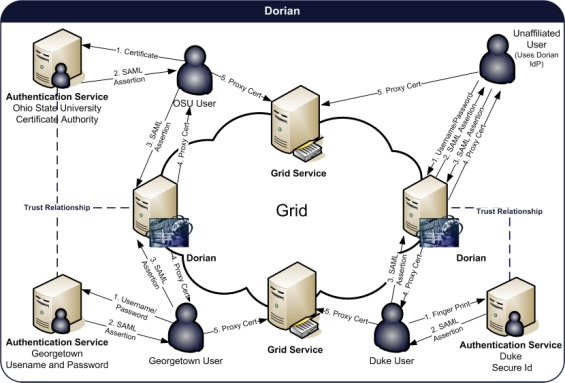 Dorian
Unaffiliated
User
(Uses Dorian
IdP)
1. Certificate
2. SAML
Assertion
OSU User
Authentication Service
Ohio State University
Certificate Authority
5. Proxy Cert
5. Proxy Cert
3. SAML
Assertion
4. Proxy Cert
1. Username/Password
2. SAML Assertion
3. SAML Assertion
4. Proxy Cert
Grid Service
Grid
Trust Relationship
Trust Relationship
Dorian
Dorian
3. SAML
Assertion
4. Proxy Cert
3. SAML
Assertion
4. Proxy Cert
1. Username/
Password
2. SAML
Assertion
5. Proxy Cert
5. Proxy Cert
1. Finger Print
2. SAML
Assertion
Authentication Service
Georgetown
Usename and Password
Georgetown User
Grid Service
Duke User
Authentication Service
Duke
Secure Id